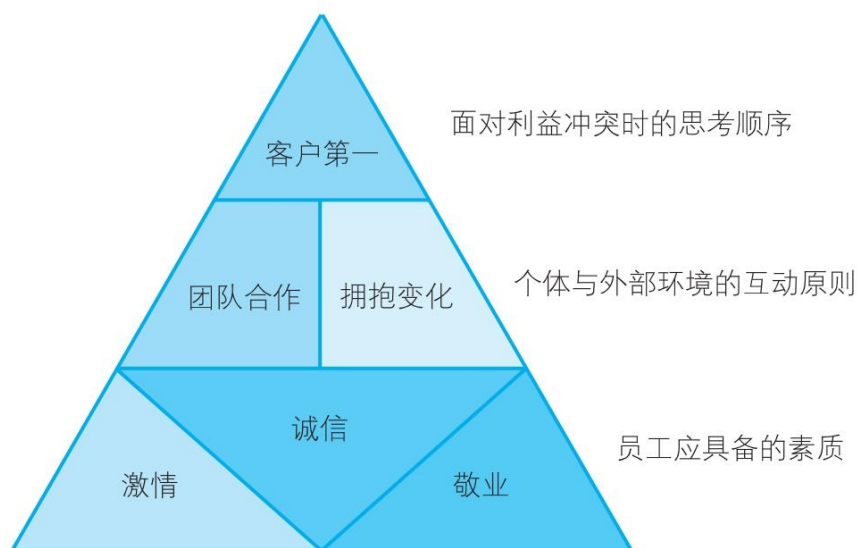 客户第一
面对利益冲突时的思考顺序
团队合作
拥抱变化
个体与外部环境的互动原则
诚信
员工应具备的素质
激情
敬业